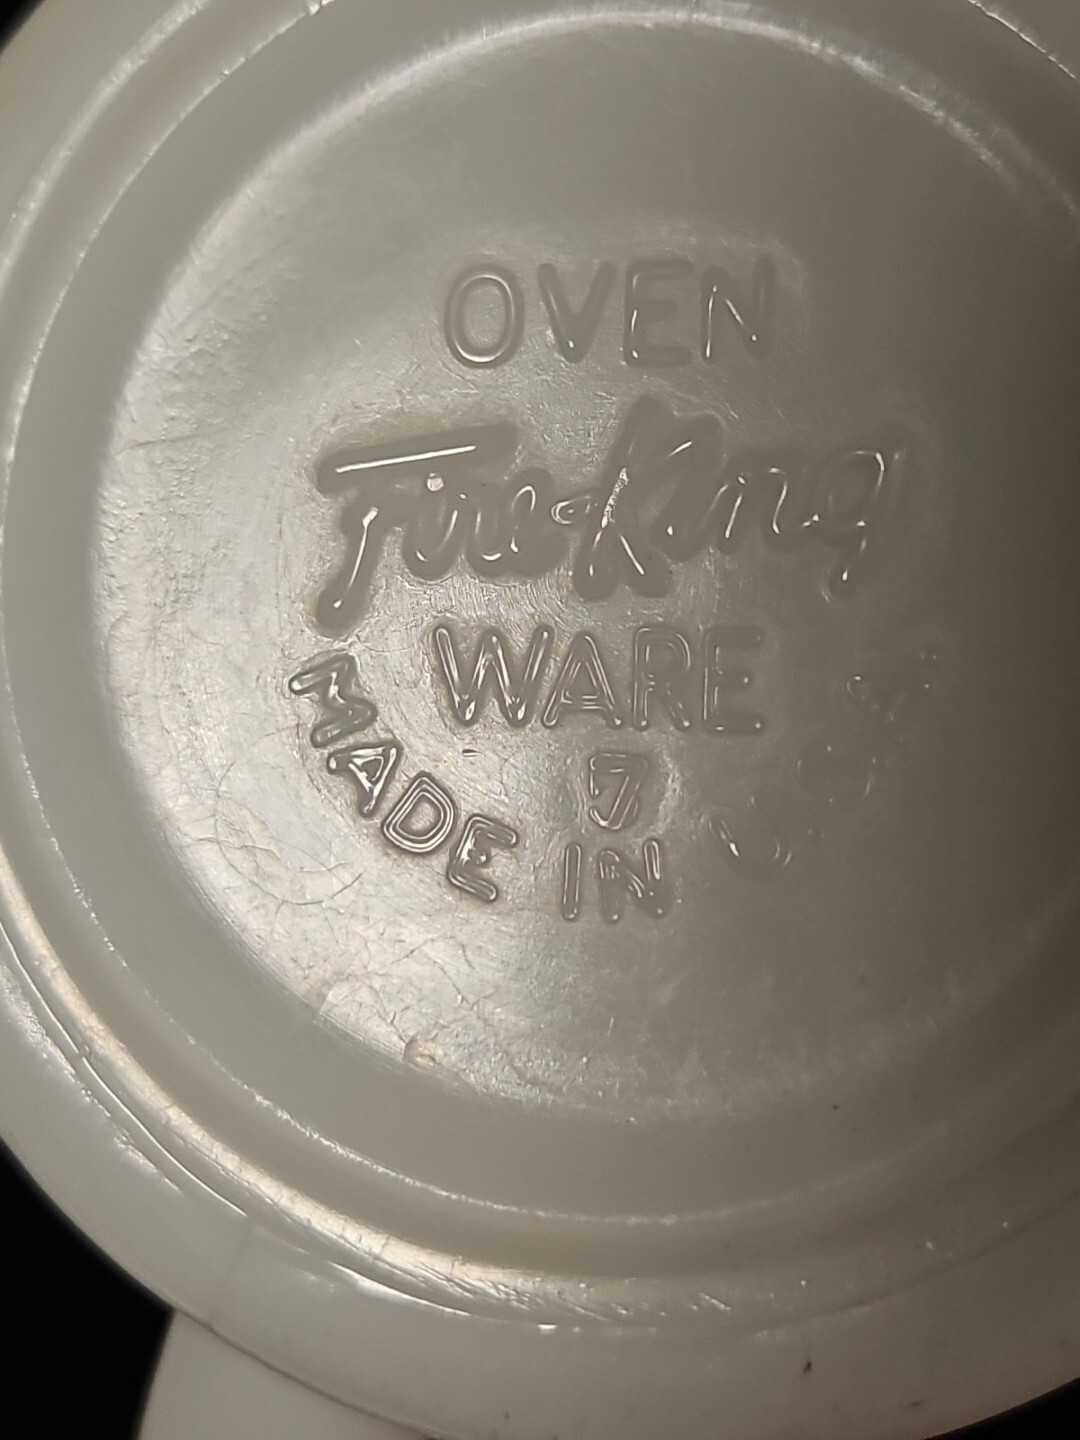 OVEN
Fire-King
WARE
7
MADE IN U.S.A.